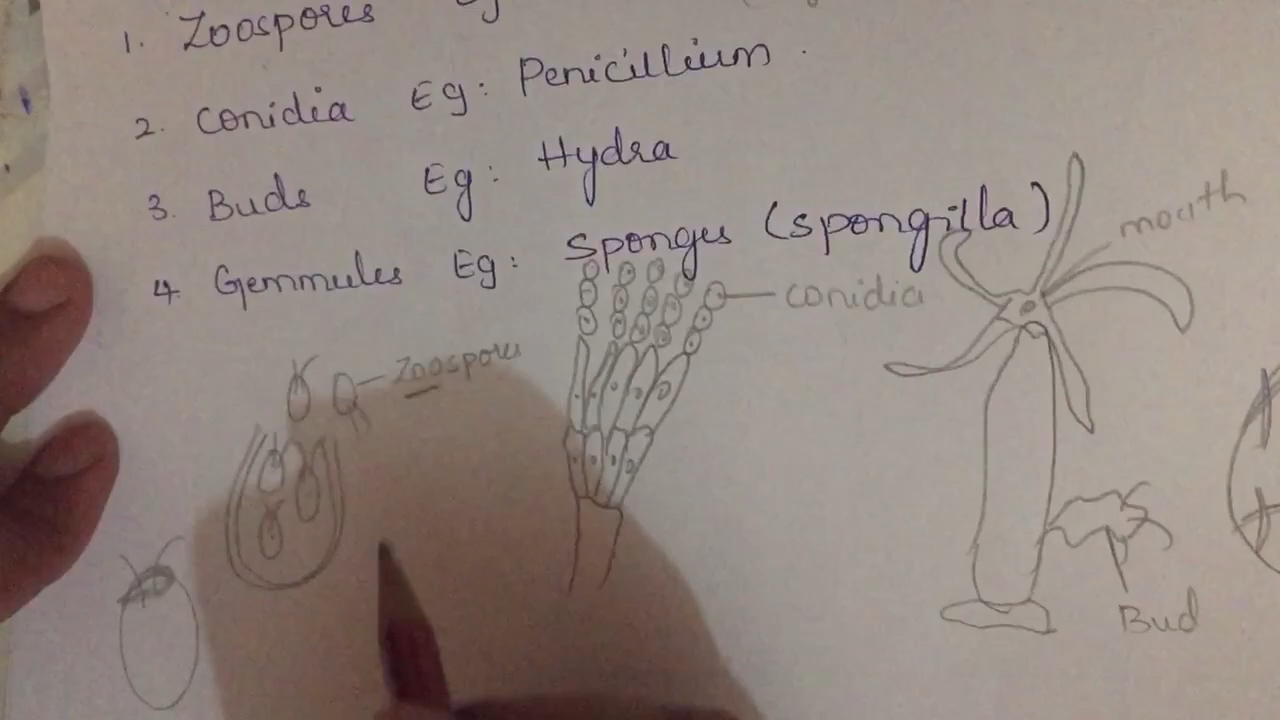 1. Zoospores
2. Conidia Eg: Penicillium.
3. Buds Eg: Hydra
4. Gemmules Eg: Sponges (spongilla)
mouth
conidia
Zoospores
Bud